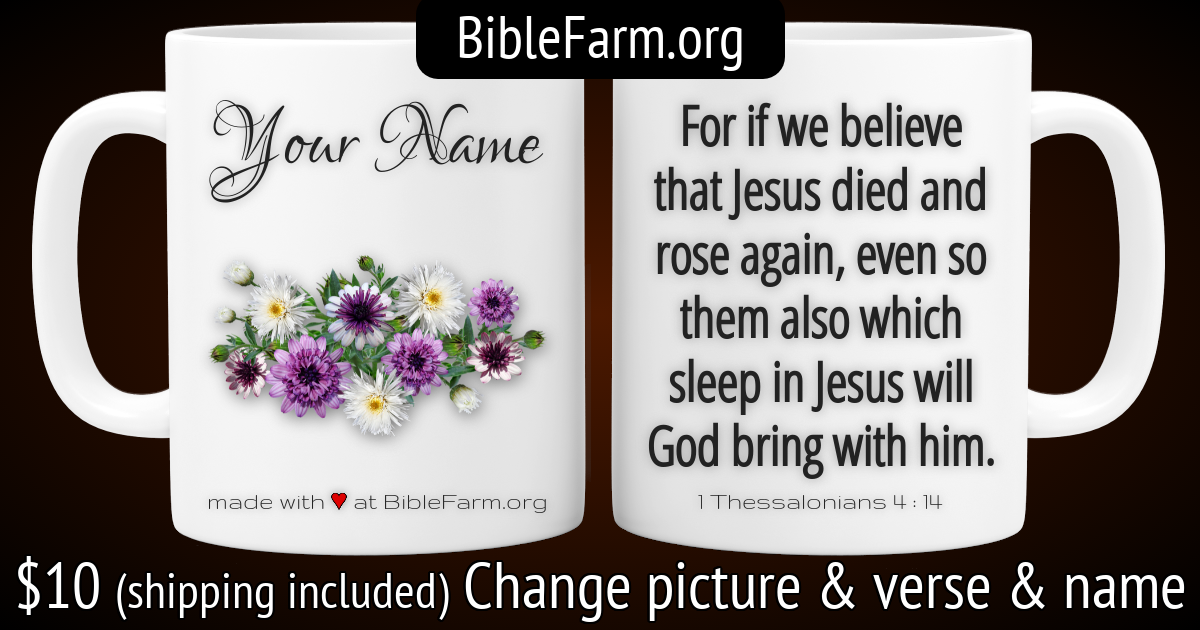 BibleFarm.org
Your Name
made with ♥ at BibleFarm.org
For if we believe
that Jesus died and
rose again, even so
them also which
sleep in Jesus will
God bring with him.
1 Thessalonians 4 : 14
$10 (shipping included) Change picture & verse & name